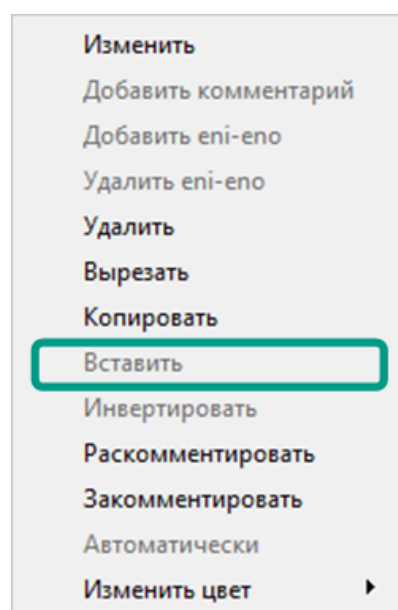 Изменить
Добавить комментарий
Добавить eni-eno
Удалить eni-eno
Удалить
Вырезать
Копировать
Вставить
Инвертировать
Раскомментировать
Закомментировать
Автоматически
Изменить цвет